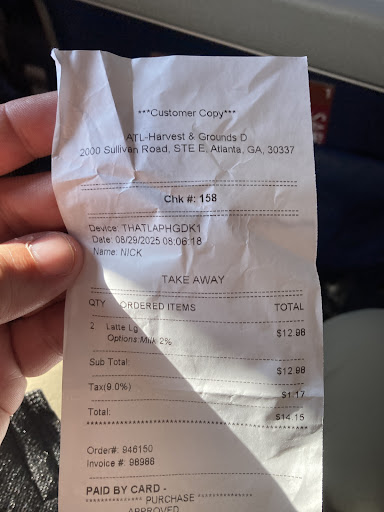 ***Customer Copy***
ATL-Harvest & Grounds D
2000 Sullivan Road, STE E, Atlanta, GA, 30337
Chk #: 158
Device: THATLAPHGDK1
Date: 08/29/2025 08:06:18
Name: NICK
TAKE AWAY
QTY ORDERED ITEMS TOTAL
2 Latte Lg $12.98
Options:Milk 2%
Sub Total: $12.98
Tax(9.0%) $1.17
Total: $14.15
Order#: 946150
Invoice #: 98988
PAID BY CARD -
************** PURCHASE **************
APPROVED